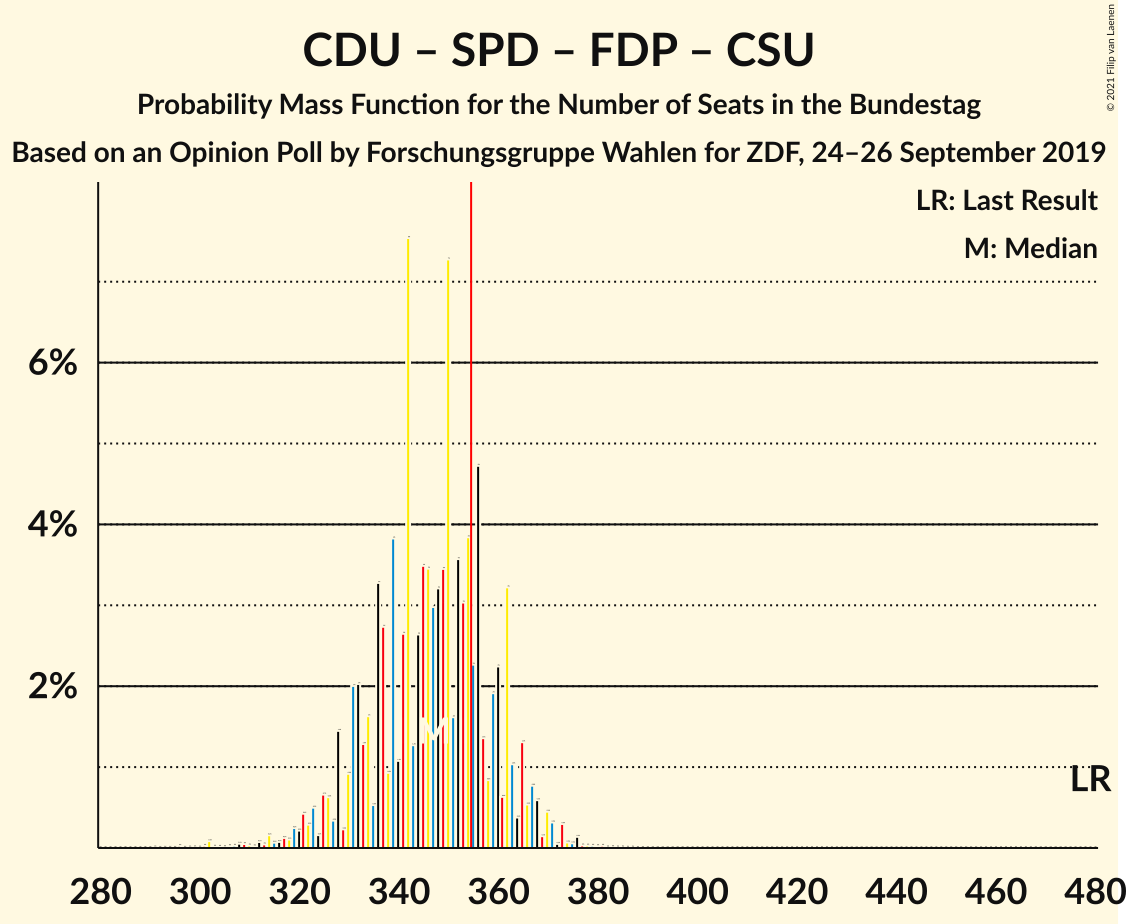 CDU – SPD – FDP – CSU
Probability Mass Function for the Number of Seats in the Bundestag
Based on an Opinion Poll by Forschungsgruppe Wahlen for ZDF, 24–26 September 2019
© 2021 Filip van Laenen
LR: Last Result
M: Median
6%
4%
2%
M
LR
280 300 320 340 360 380 400 420 440 460 480